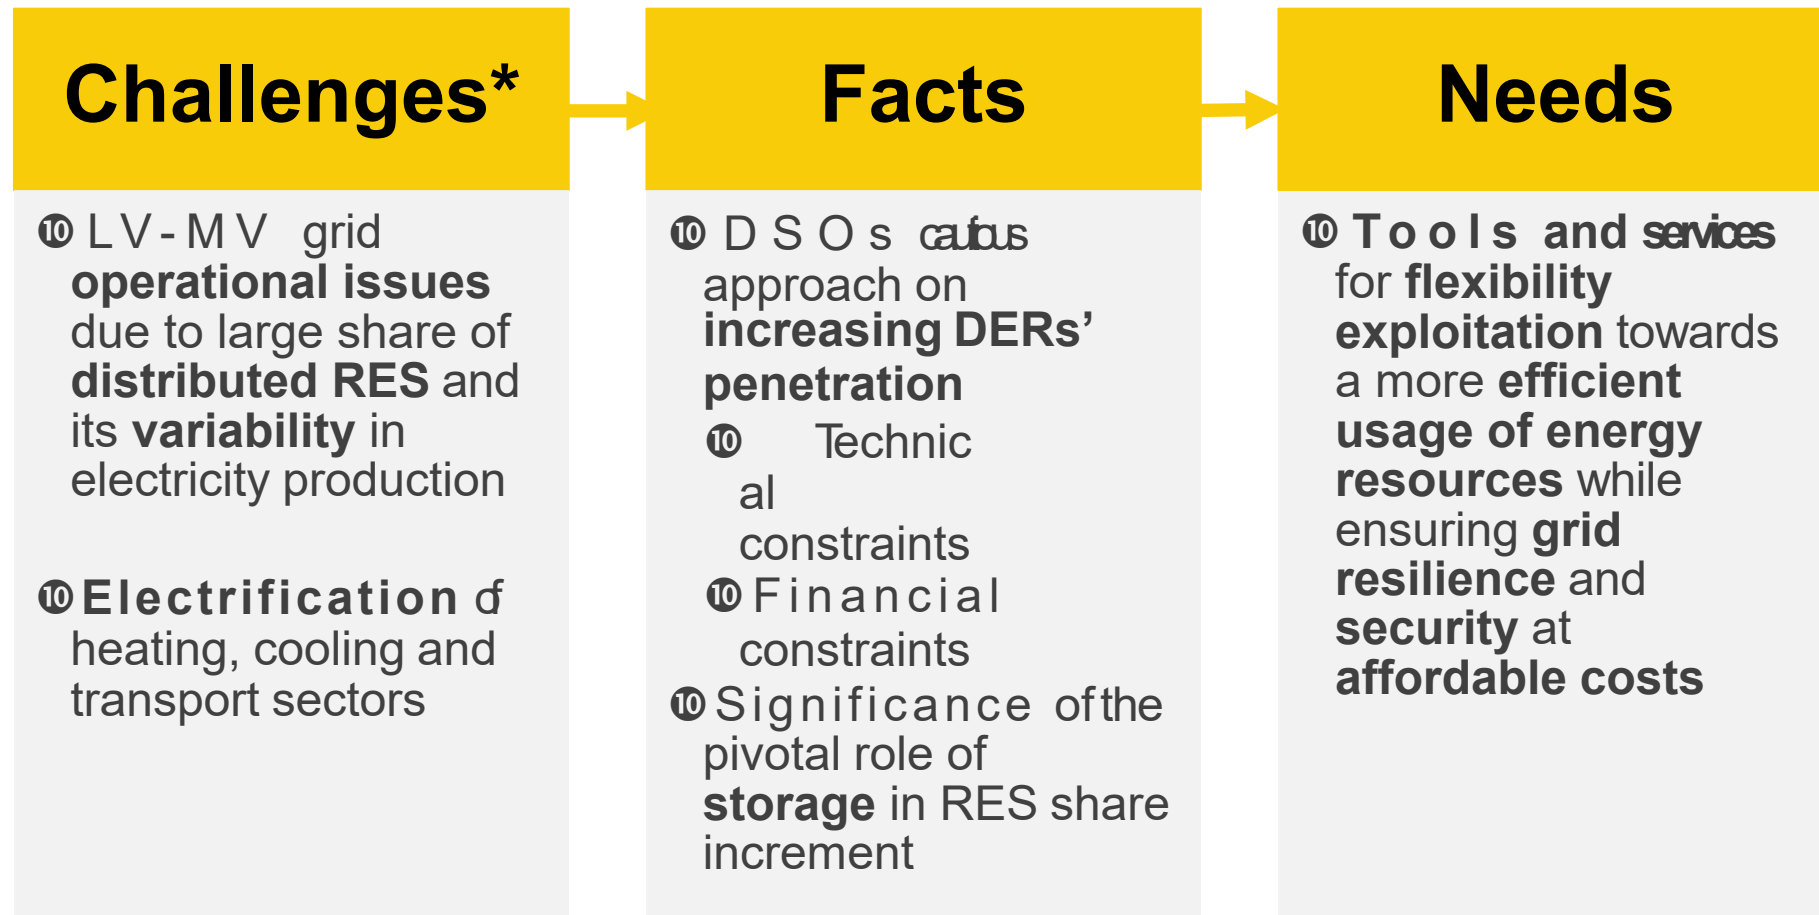 Challenges*
❿ LV-MV grid
operational issues
due to large share of
distributed RES and
its variability in
electricity production
❿ Electrification of
heating, cooling and
transport sectors
Facts
❿ DSOs cautious
approach on
increasing DERs’
penetration
❿ Technic
al
constraints
❿ Financial
constraints
❿ Significance of the
pivotal role of
storage in RES share
increment
Needs
❿ Tools and services
for flexibility
exploitation towards
a more efficient
usage of energy
resources while
ensuring grid
resilience and
security at
affordable costs